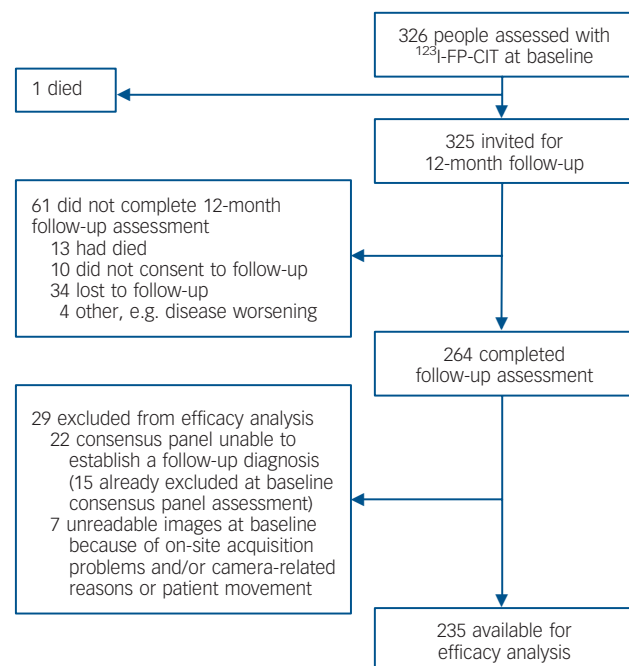 326 people assessed with
¹²³I-FP-CIT at baseline
1 died
325 invited for
12-month follow-up
61 did not complete 12-month
follow-up assessment
13 had died
10 did not consent to follow-up
34 lost to follow-up
4 other, e.g. disease worsening
264 completed
follow-up assessment
29 excluded from efficacy analysis
22 consensus panel unable to
establish a follow-up diagnosis
(15 already excluded at baseline
consensus panel assessment)
7 unreadable images at baseline
because of on-site acquisition
problems and/or camera-related
reasons or patient movement
235 available for
efficacy analysis